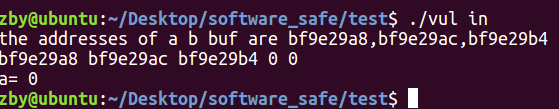 zby@ubuntu:~/Desktop/software_safe/test$ ./vul in
the addresses of a b buf are bf9e29a8,bf9e29ac,bf9e29b4
bf9e29a8 bf9e29ac bf9e29b4 0 0
a= 0
zby@ubuntu:~/Desktop/software_safe/test$